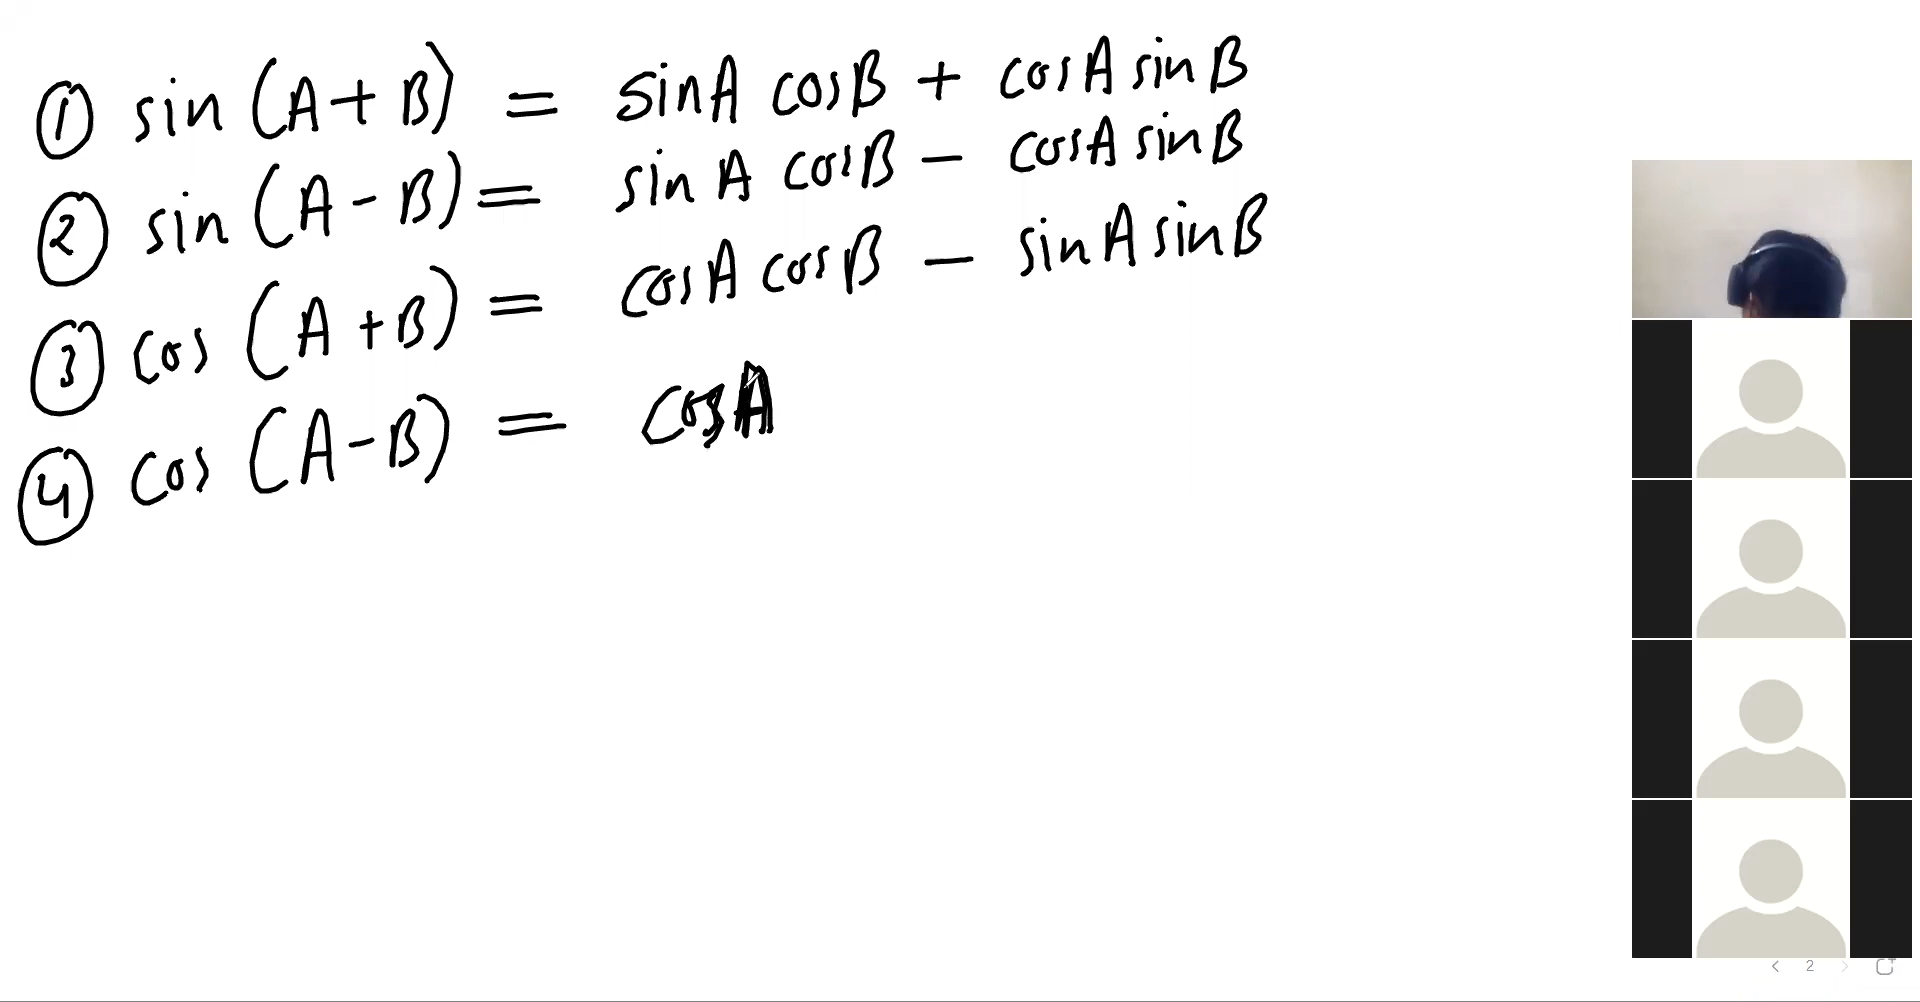 ① sin (A + B) = sinA cosB + cosA sinB
② sin (A - B) = sin A cosB - cosA sinB
③ cos (A + B) = cosA cosB - sinA sinB
④ cos (A - B) = cosA
2